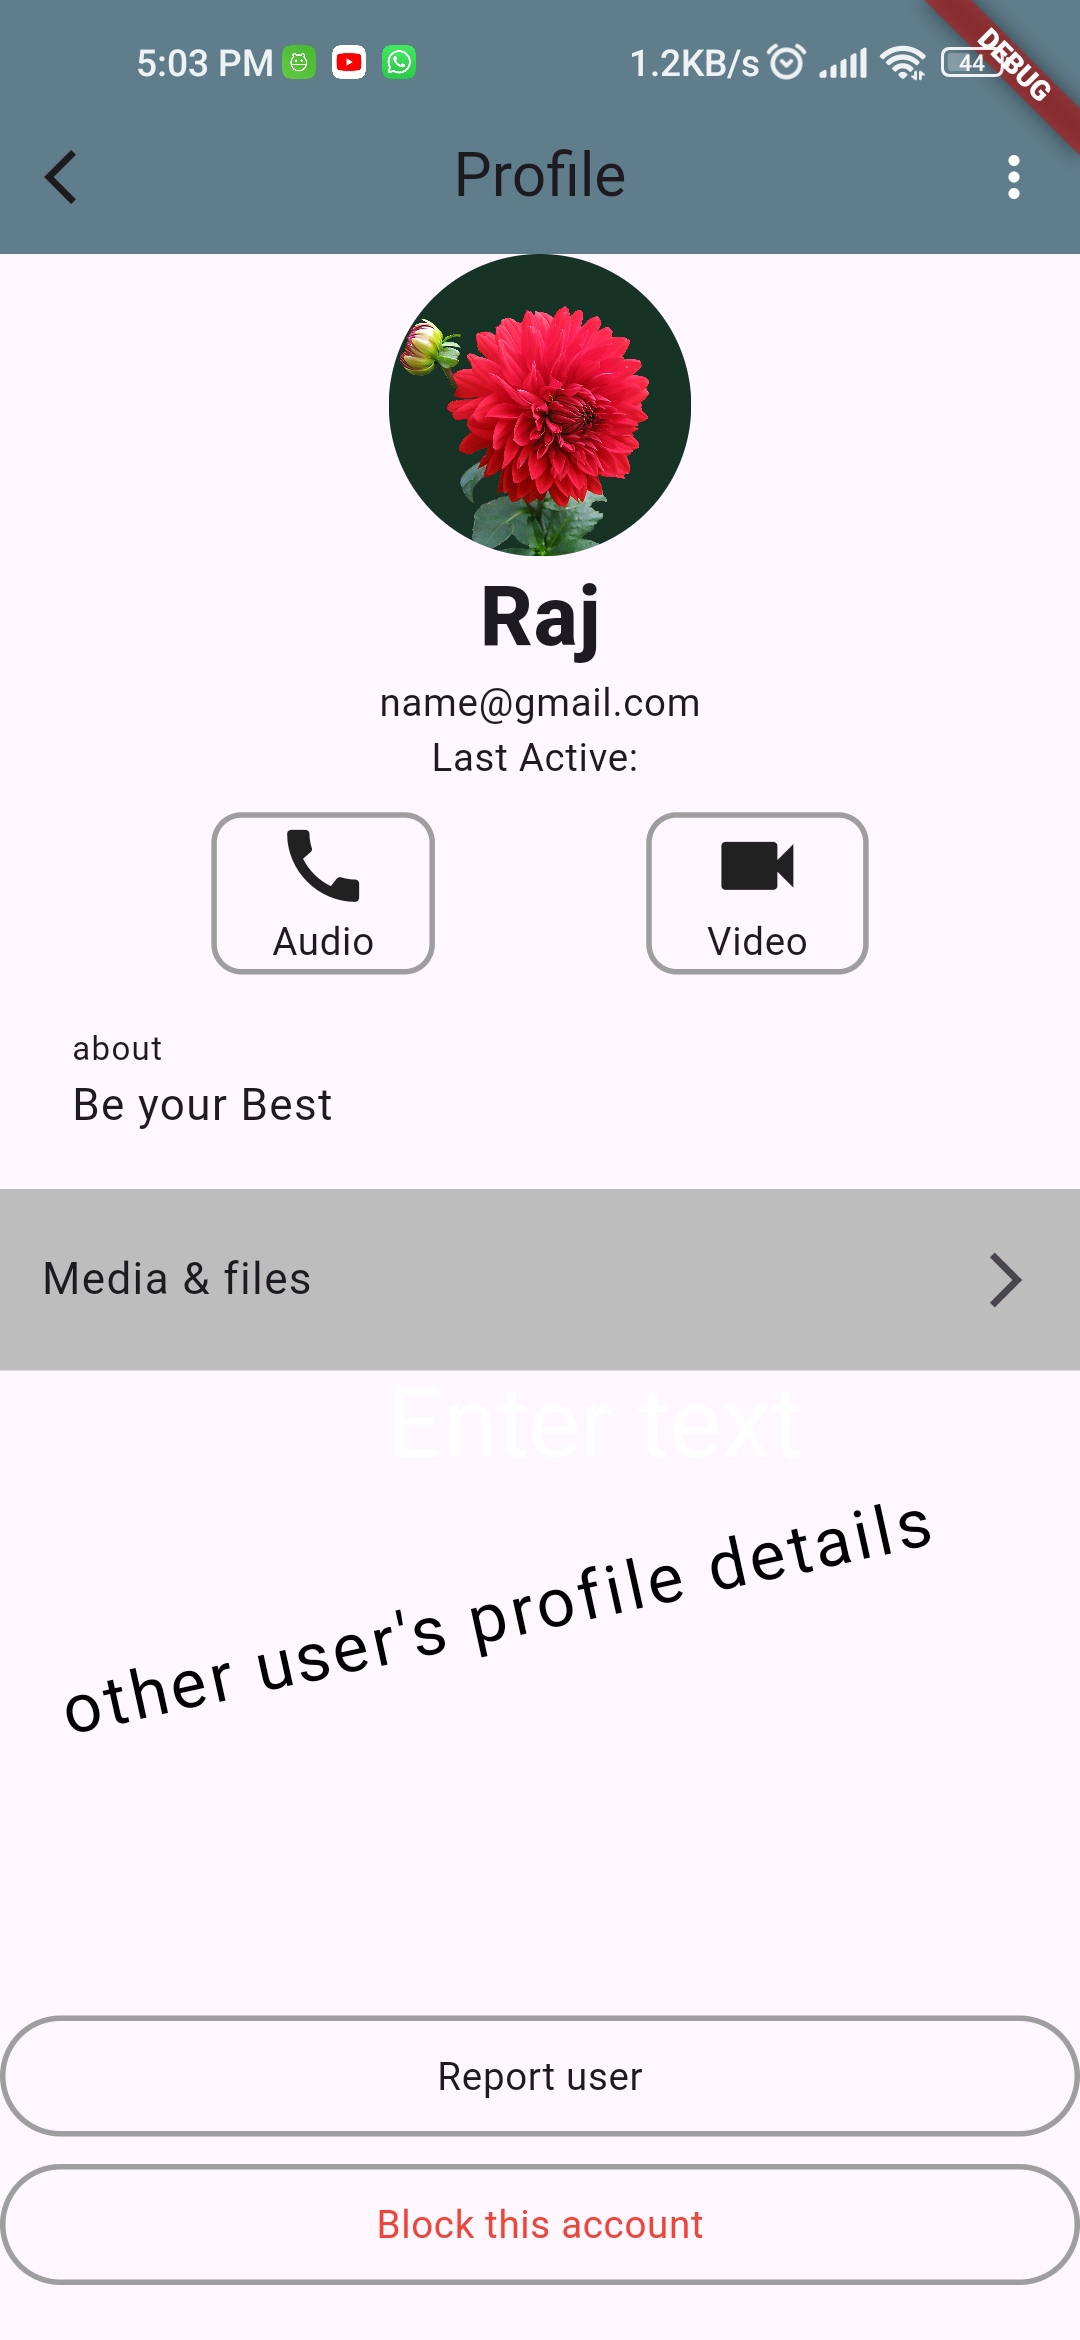 5:03 PM 1.2KB/s 44
DEBUG
Profile
Raj
name@gmail.com
Last Active:
Audio Video
about
Be your Best
Media & files
Enter text
other user's profile details
Report user
Block this account